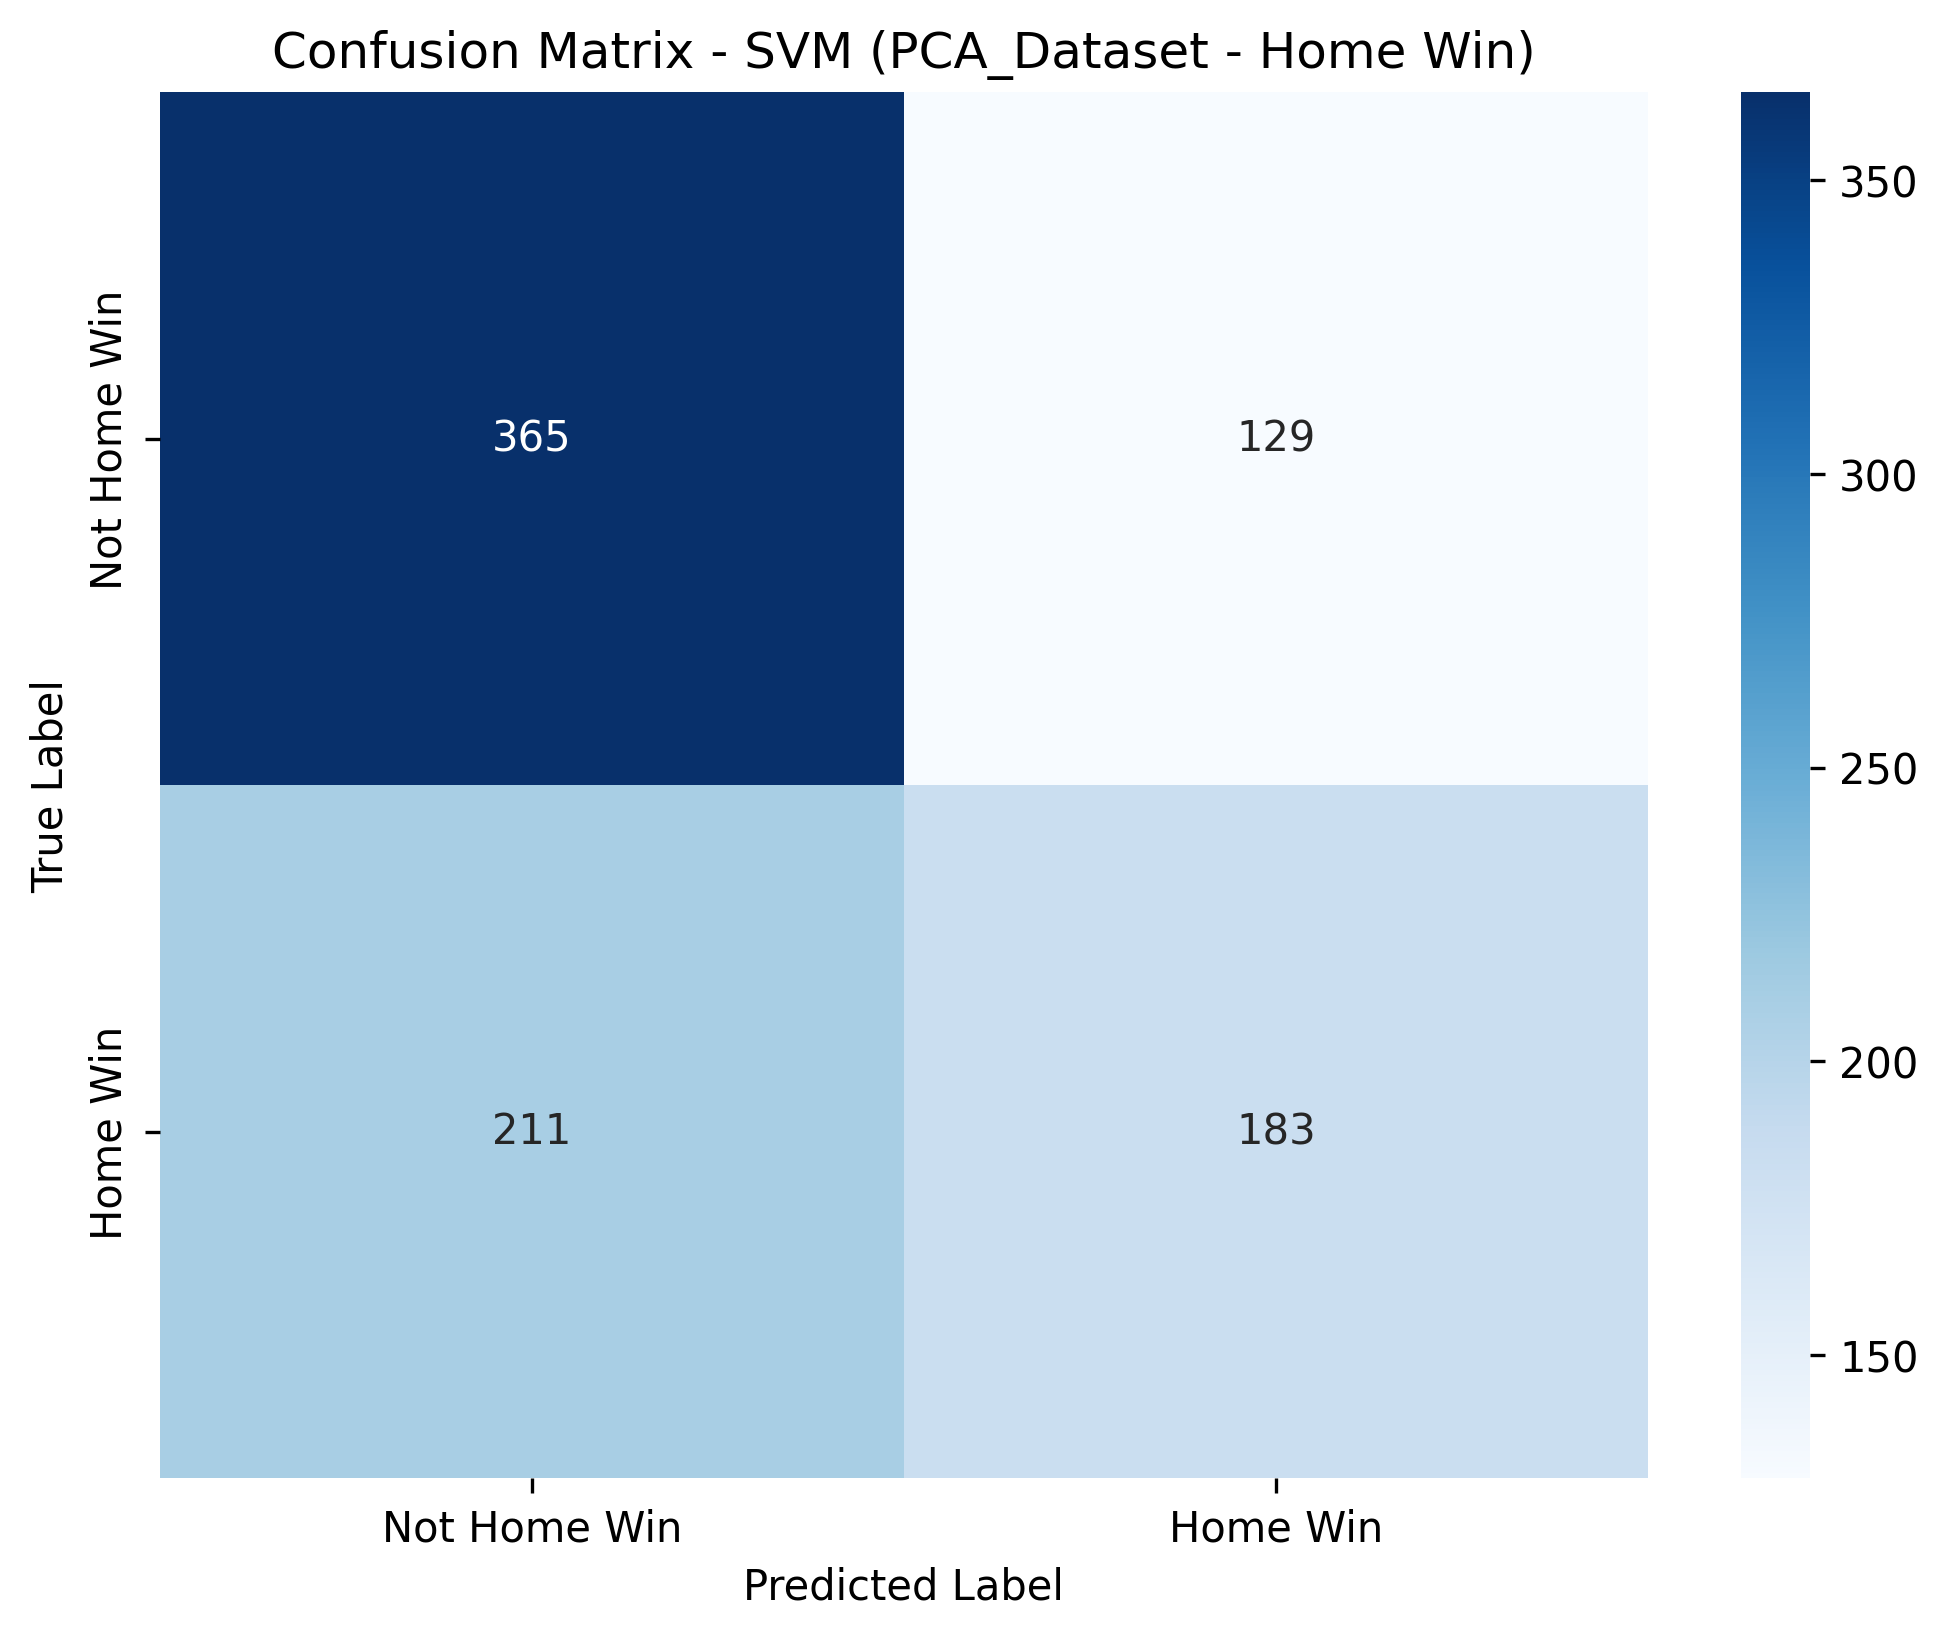 Confusion Matrix - SVM (PCA_Dataset - Home Win)
True Label
Not Home Win
365
129
Home Win
211
183
Not Home Win
Home Win
Predicted Label
350
300
250
200
150